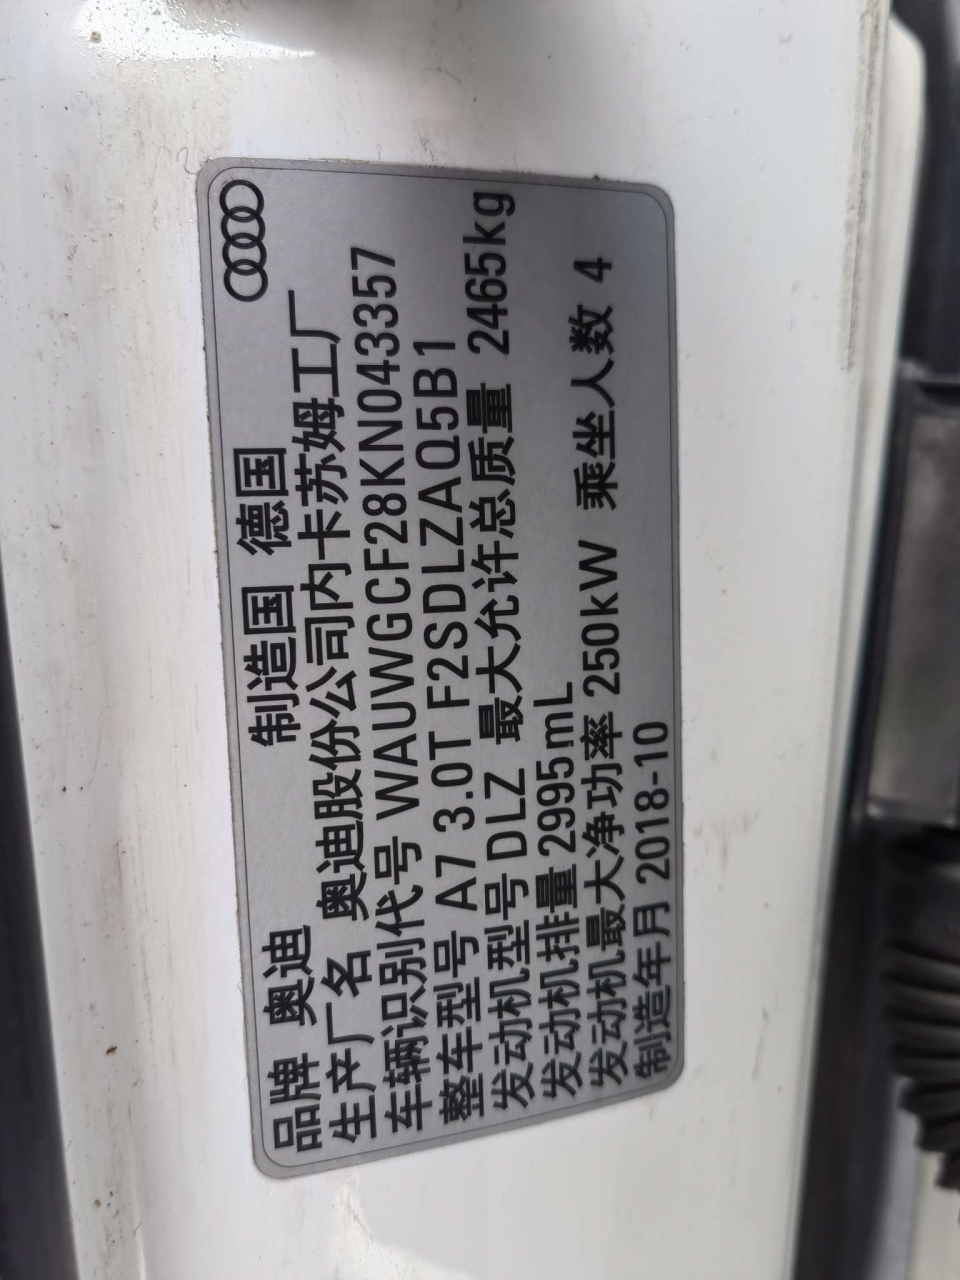 品牌 奥迪 制造国 德国
生产厂名 奥迪股份公司内卡苏姆工厂
车辆识别代号 WAUWGCF28KN043357
整车型号 A7 3.0T F2SDLZAQ5B1
发动机型号 DLZ 最大允许总质量 2465kg
发动机排量 2995mL
发动机最大净功率 250kW 乘坐人数 4
制造年月 2018-10